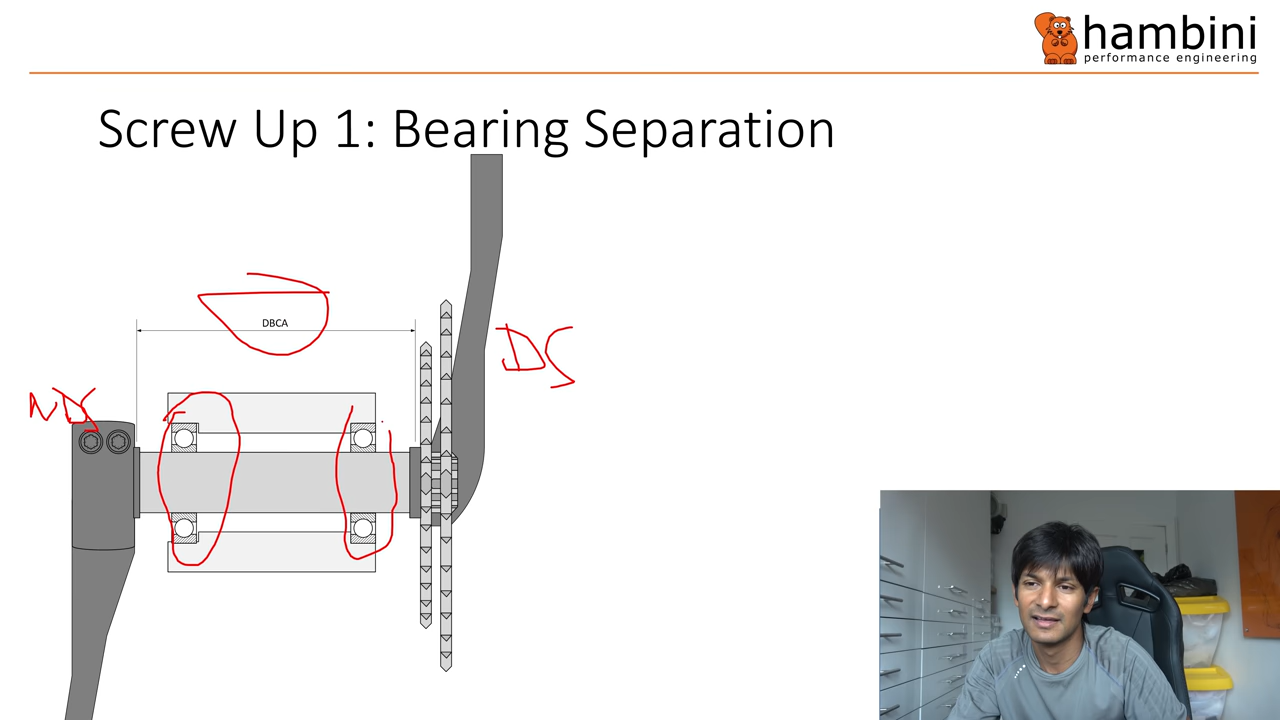 hambini
performance engineering
Screw Up 1: Bearing Separation
DBCA
DS
NDS